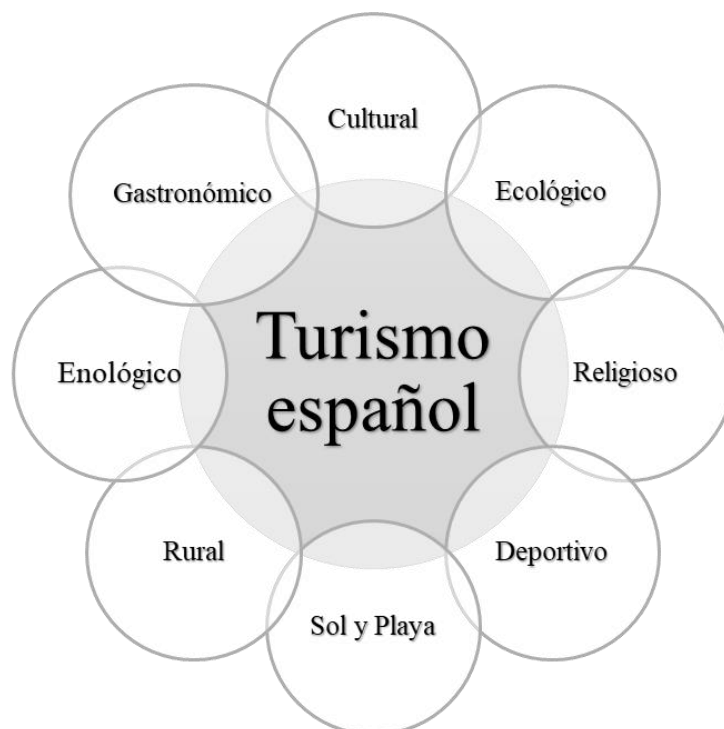 Cultural
Gastronómico
Ecológico
Turismo
español
Enológico
Religioso
Rural
Deportivo
Sol y Playa